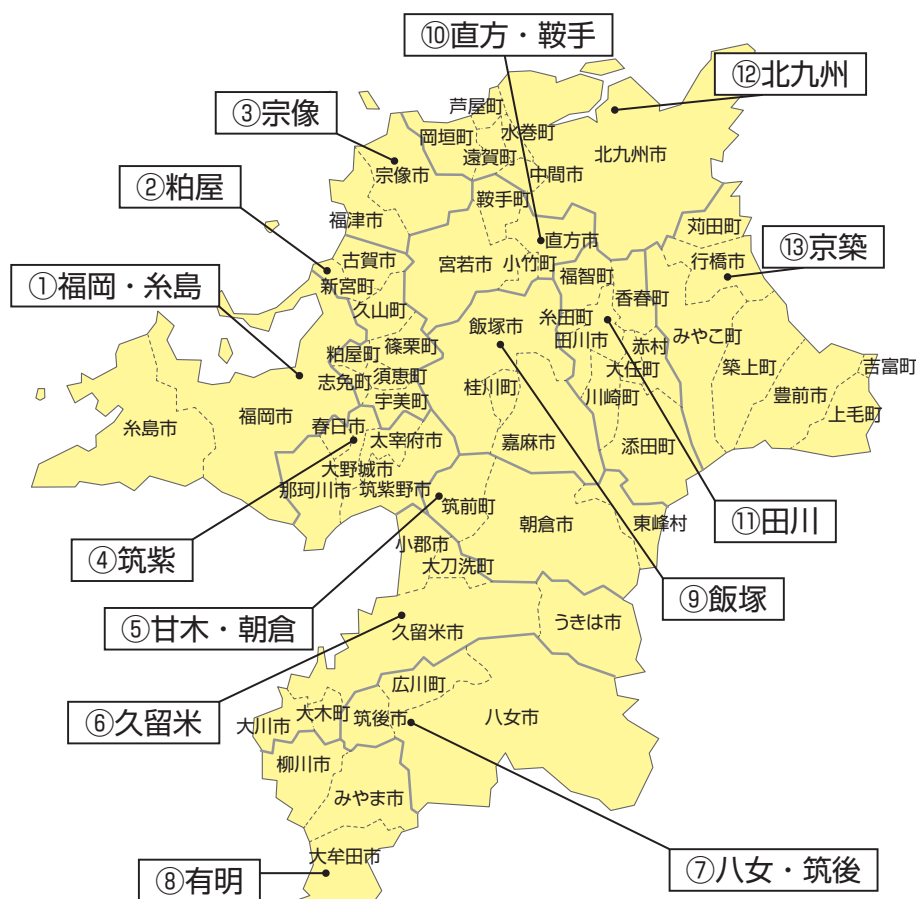 ⑩直方・鞍手
⑫北九州
③宗像
芦屋町
岡垣町
水巻町
遠賀町
北九州市
宗像市
中間市
②粕屋
鞍手町
福津市
苅田町
直方市
⑬京築
古賀市
宮若市
小竹町
行橋市
①福岡・糸島
新宮町
福智町
香春町
久山町
飯塚市
糸田町
田川市
赤村
みやこ町
粕屋町
篠栗町
大任町
築上町
吉富町
志免町
須恵町
桂川町
川崎町
豊前市
宇美町
上毛町
糸島市
福岡市
春日市
太宰府市
嘉麻市
添田町
大野城市
那珂川市
筑紫野市
筑前町
朝倉市
東峰村
⑪田川
④筑紫
小郡市
大刀洗町
⑨飯塚
⑤甘木・朝倉
久留米市
うきは市
広川町
⑥久留米
大川市
大木町
筑後市
八女市
柳川市
みやま市
大牟田市
⑦八女・筑後
⑧有明